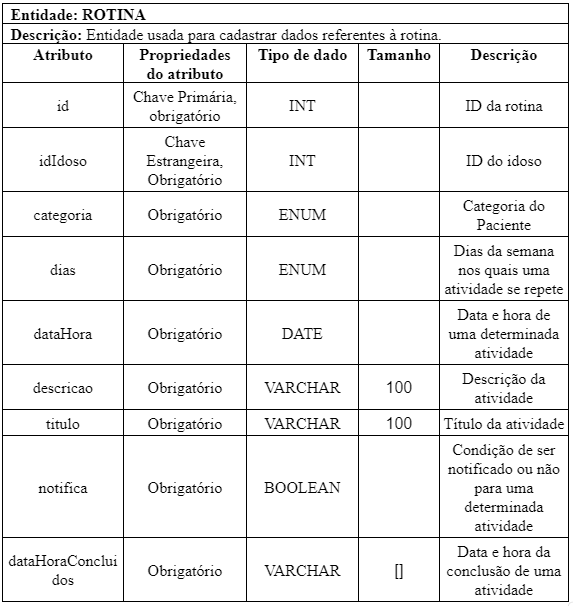 Entidade: ROTINA
Descrição: Entidade usada para cadastrar dados referentes à rotina.
Atributo Propriedades do atributo Tipo de dado Tamanho Descrição
id Chave Primária, obrigatório INT ID da rotina
idIdoso Chave Estrangeira, Obrigatório INT ID do idoso
categoria Obrigatório ENUM Categoria do Paciente
dias Obrigatório ENUM Dias da semana nos quais uma atividade se repete
dataHora Obrigatório DATE Data e hora de uma determinada atividade
descricao Obrigatório VARCHAR 100 Descrição da atividade
titulo Obrigatório VARCHAR 100 Título da atividade
notifica Obrigatório BOOLEAN Condição de ser notificado ou não para uma determinada atividade
dataHoraConcluidos Obrigatório VARCHAR [] Data e hora da conclusão de uma atividade